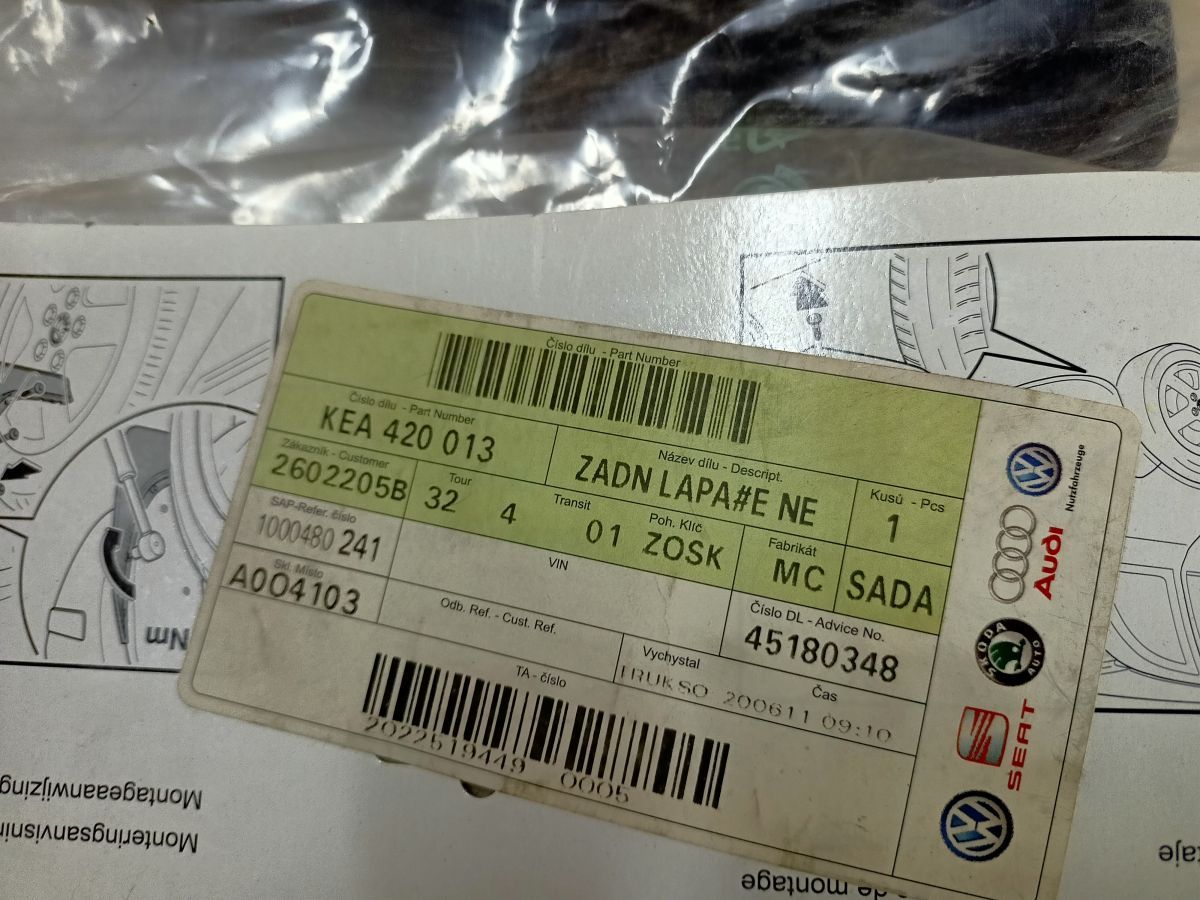 Číslo dílu - Part Number
Číslo dílu - Part Number
KEA 420 013
Název dílu - Descript.
ZADN LAPA#E NE
Kusů - Pcs
1
Zákazník - Customer
2602205B
Tour
32 4
Transit
01
Poh. Klíč
ZOSK
Fabrikát
MC
SADA
SAP-Refer. číslo
1000480 241
VIN
Číslo DL - Advice No.
45180348
Skl. Místo
A004103
Odb. Ref. - Cust. Ref.
Vychystal
IRUKSO
Čas
200611 09:10
TA - číslo
2022519449 0005
Nutzfahrzeuge
Audi
ŠKODA
AUTO
SEAT
Nm
Montageaanwijzing
de montage